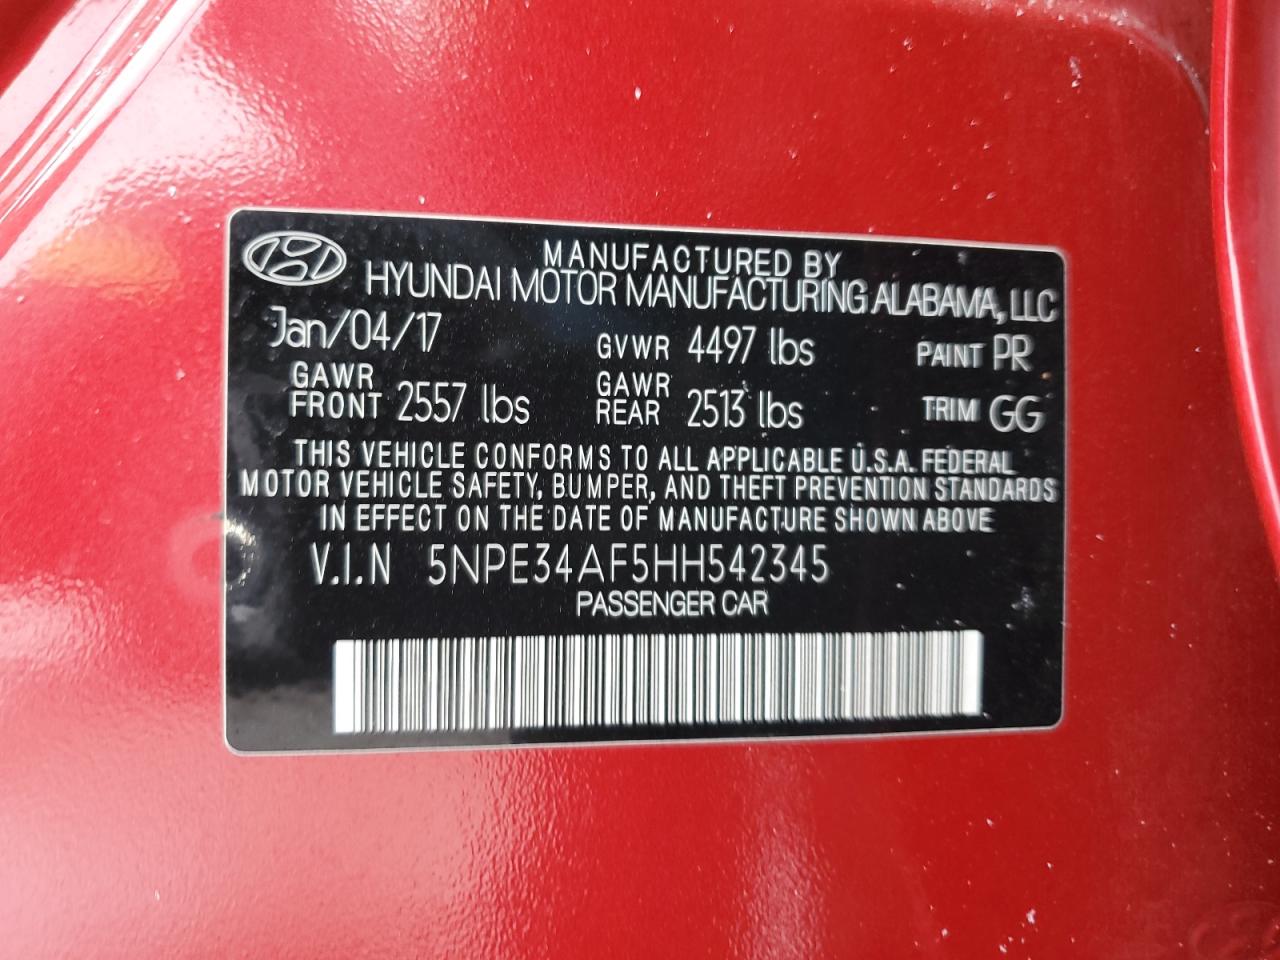 MANUFACTURED BY
HYUNDAI MOTOR MANUFACTURING ALABAMA, LLC
Jan/04/17 GVWR 4497 lbs PAINT PR
GAWR FRONT 2557 lbs GAWR REAR 2513 lbs TRIM GG
THIS VEHICLE CONFORMS TO ALL APPLICABLE U.S.A. FEDERAL
MOTOR VEHICLE SAFETY, BUMPER, AND THEFT PREVENTION STANDARDS
IN EFFECT ON THE DATE OF MANUFACTURE SHOWN ABOVE
V.I.N 5NPE34AF5HH542345
PASSENGER CAR